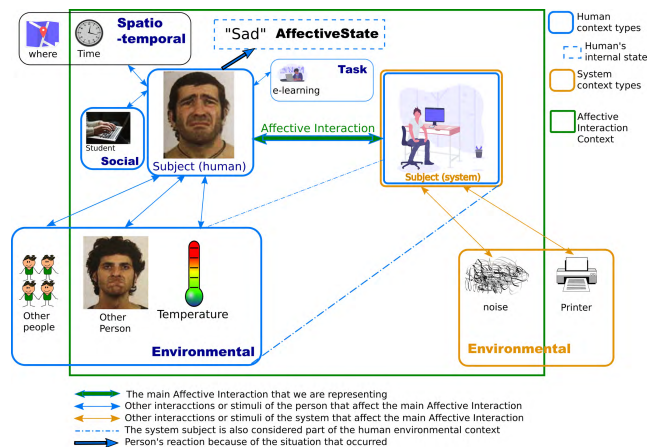 Spatio
-temporal
where
Time
"Sad" AffectiveState
Task
e-learning
Student
Social
Subject (human)
Affective Interaction
Subject (system)
Human
context types
Human's
internal state
System
context types
Affective
Interaction
Context
Other
people
Other
Person
Temperature
Environmental
noise
Printer
Environmental
The main Affective Interaction that we are representing
Other interacctions or stimuli of the person that affect the main Affective Interaction
Other interacctions or stimuli of the system that affect the main Affective Interaction
The system subject is also considered part of the human environmental context
Person's reaction because of the situation that occurred